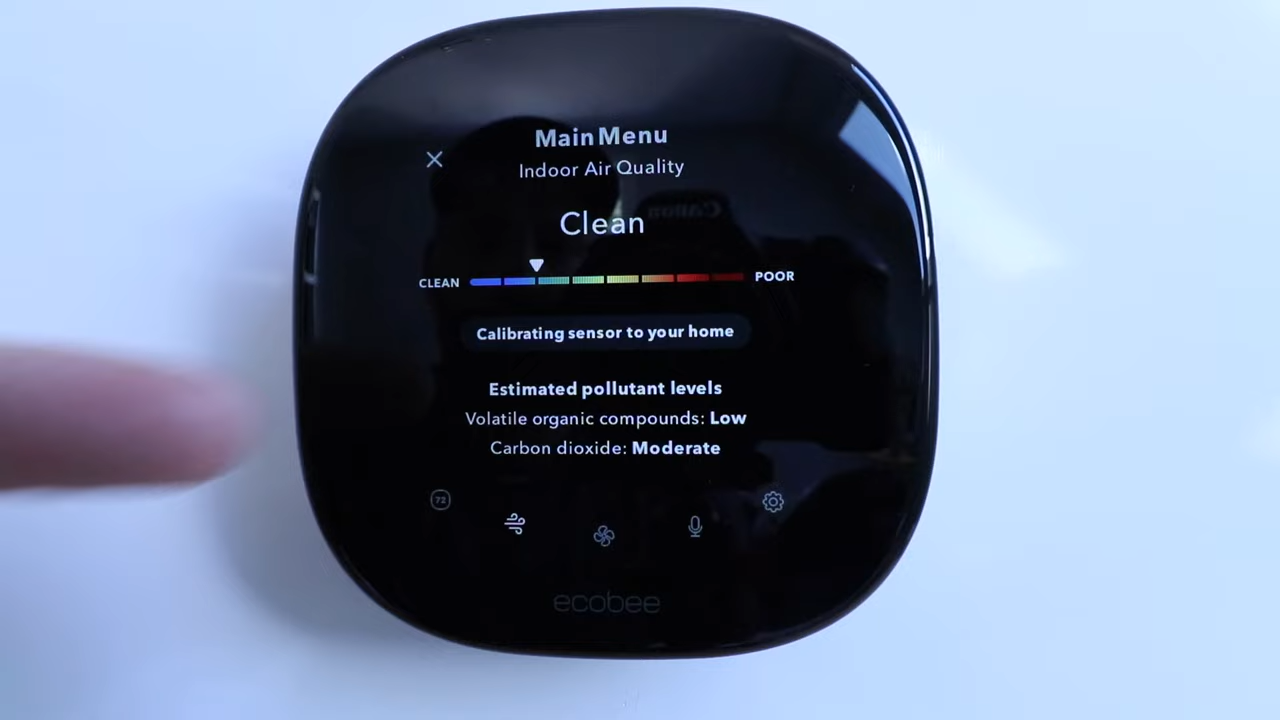 Main Menu
Indoor Air Quality
Canon
Clean
CLEAN POOR
Calibrating sensor to your home
Estimated pollutant levels
Volatile organic compounds: Low
Carbon dioxide: Moderate
72
ecobee